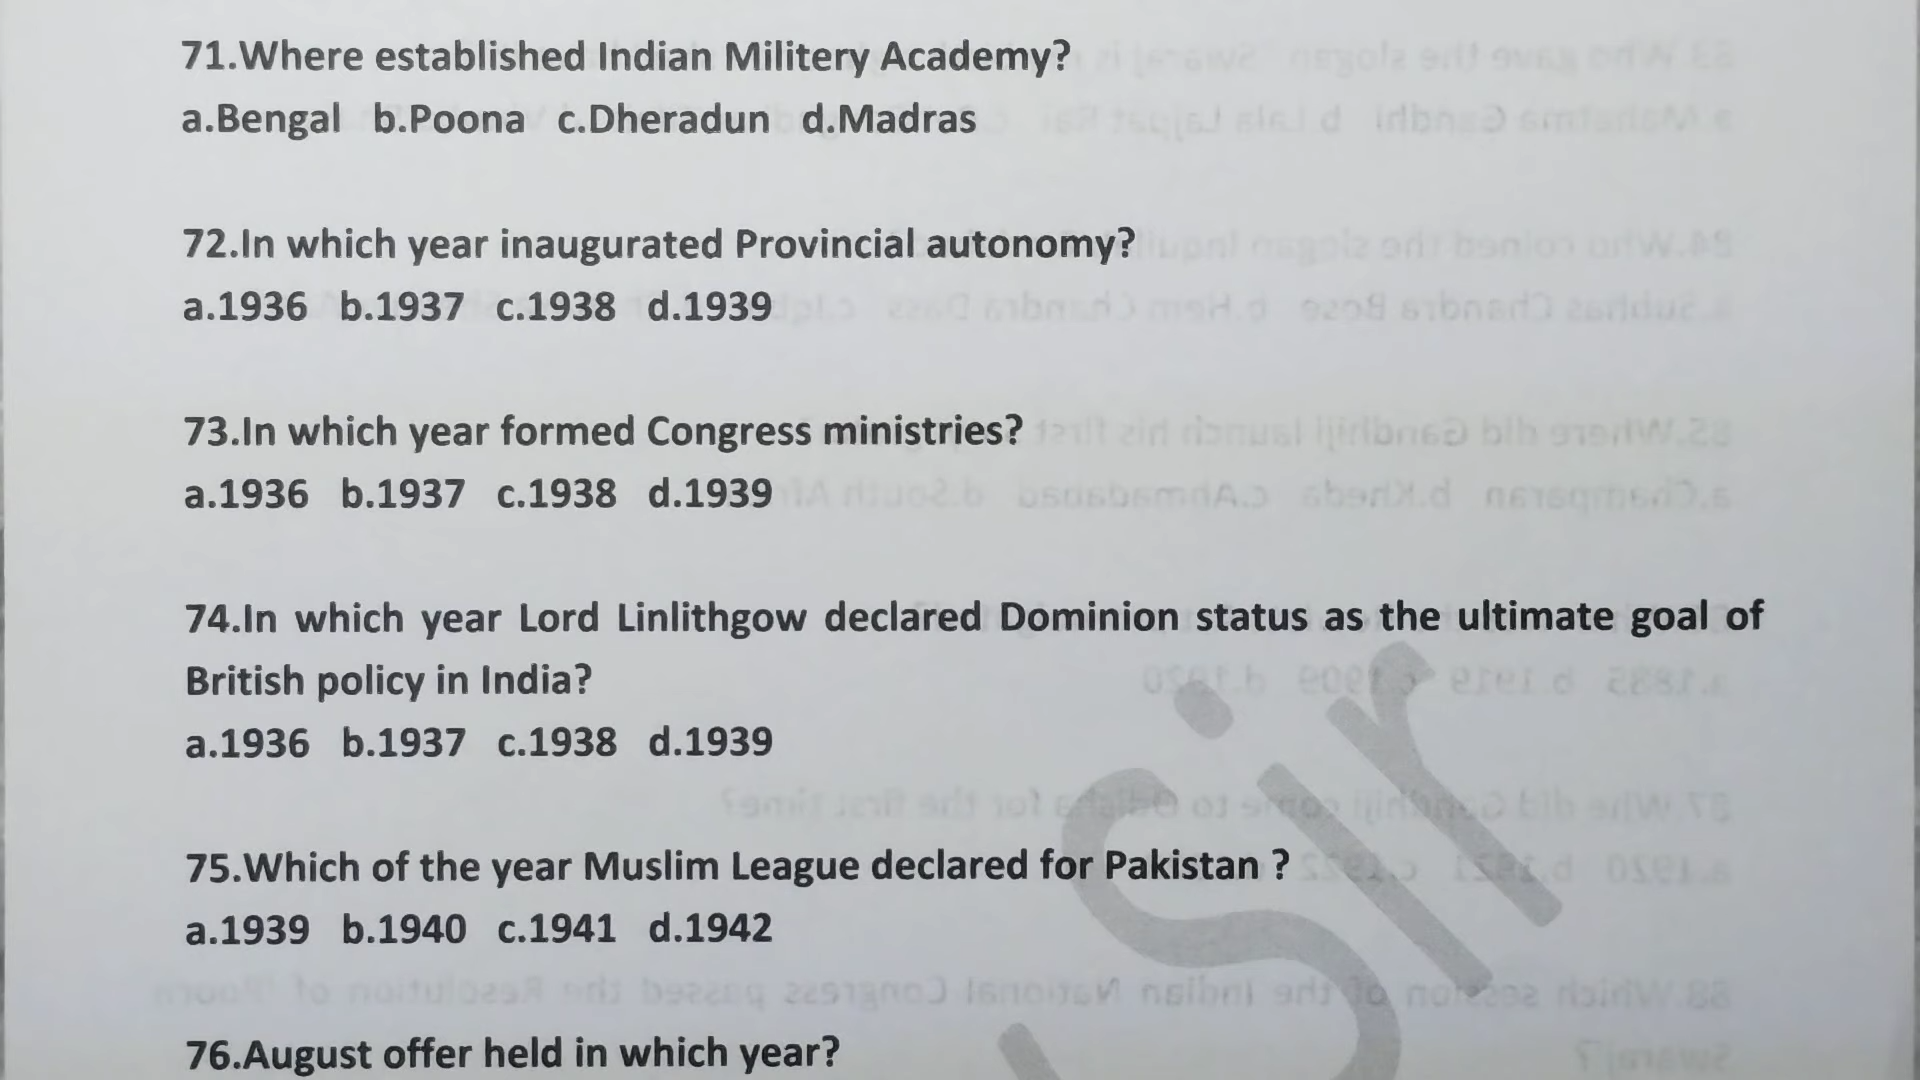 71.Where established Indian Militery Academy?
a.Bengal b.Poona c.Dheradun d.Madras
72.In which year inaugurated Provincial autonomy?
a.1936 b.1937 c.1938 d.1939
73.In which year formed Congress ministries?
a.1936 b.1937 c.1938 d.1939
74.In which year Lord Linlithgow declared Dominion status as the ultimate goal of
British policy in India?
a.1936 b.1937 c.1938 d.1939
75.Which of the year Muslim League declared for Pakistan ?
a.1939 b.1940 c.1941 d.1942
76.August offer held in which year?
Sir